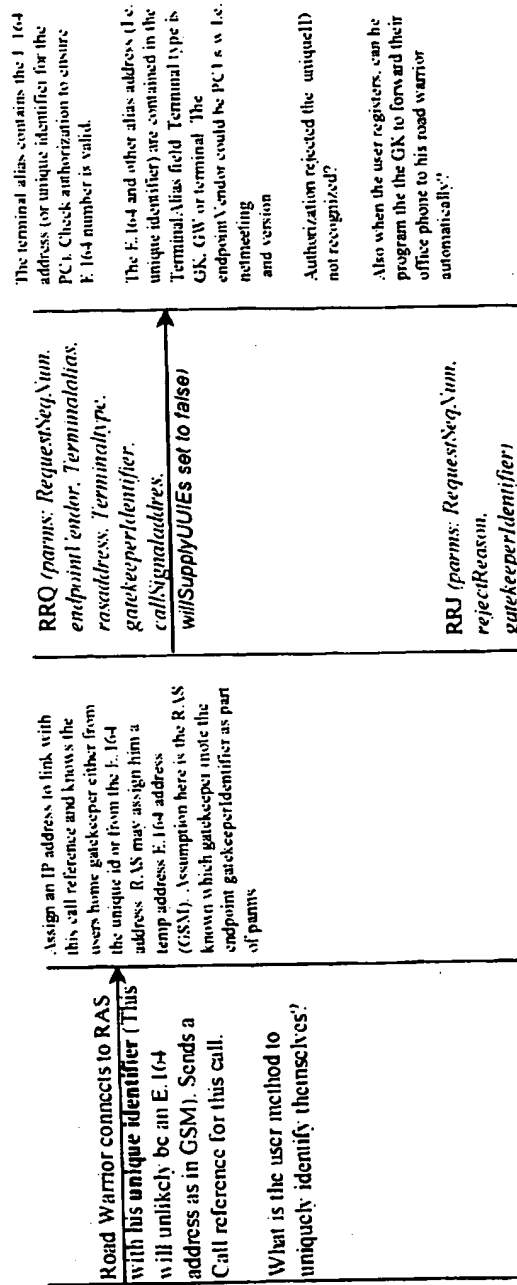 Road Warrior connects to RAS
with his unique identifier (This
will unlikely be an E.164
address as in GSM). Sends a
Call reference for this call.
What is the user method to
uniquely identify themselves?
Assign an IP address to link with
this call reference and knows the
users home gatekeeper either from
the unique id or from the E.164
address. RAS may assign him a
temp address E.164 address
(GSM). Assumption here is the RAS
known which gatekeeper (note the
endpoint gatekeeperIdentifier as part
of parms
RRQ (parms: RequestSeqNum,
endpointVendor, Terminalalias,
rasaddress, Terminaltype,
gatekeeperIdentifier,
callSignaladdres,
willSupplyUUIEs set to false)
RRJ (parms: RequestSeqNum,
rejectReason,
gatekeeperIdentifier)
The terminal alias contains the E.164
address (or unique identifier) for the
PC). Check authorization to ensure
E.164 number is valid.
The E.164 and other alias address (I.e.
unique identifier) are contained in the
TerminalAlias field. Terminal type is
GK, GW or terminal. The
endpointVendor could be PC's s/w I.e.
netmeeting
and version
Authorization rejected the uniqueID
not recognized?
Also when the user registers, can he
program the the GK to forward their
office phone to his road warrior
automatically?